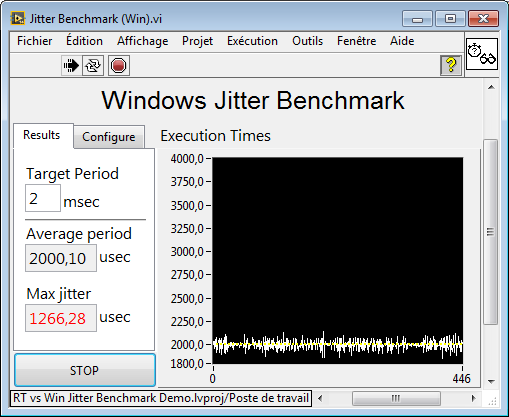 Jitter Benchmark (Win).vi
Fichier Édition Affichage Projet Exécution Outils Fenêtre Aide
?
Windows Jitter Benchmark
Results Configure
Execution Times
Target Period
2 msec
Average period
2000,10 usec
Max jitter
1266,28 usec
STOP
4000,0
3750,0
3500,0
3250,0
3000,0
2750,0
2500,0
2250,0
2000,0
1800,0
0 446
RT vs Win Jitter Benchmark Demo.lvproj/Poste de travail